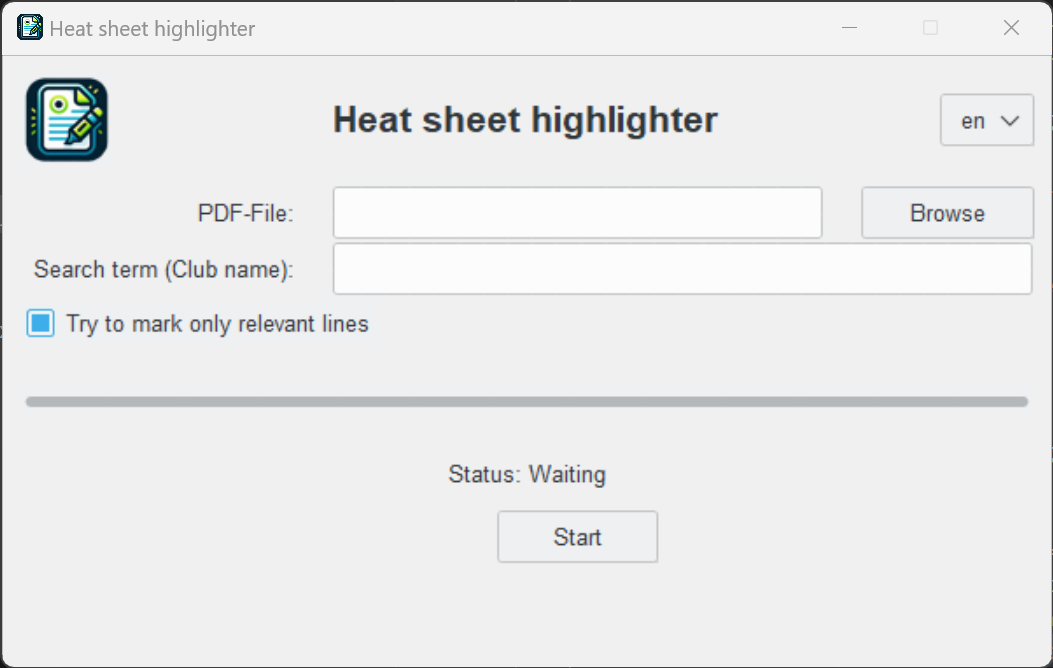 Heat sheet highlighter
Heat sheet highlighter
en
PDF-File:
Browse
Search term (Club name):
Try to mark only relevant lines
Status: Waiting
Start